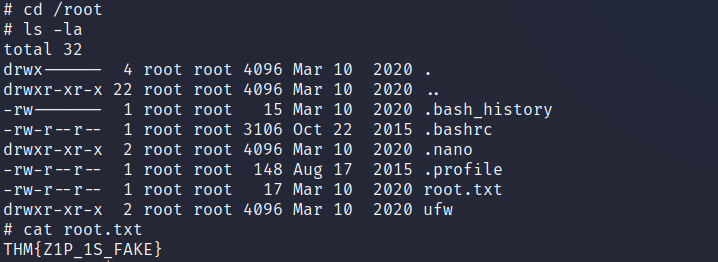 # cd /root
# ls -la
total 32
drwx------  4 root root 4096 Mar 10  2020 .
drwxr-xr-x 22 root root 4096 Mar 10  2020 ..
-rw-------  1 root root   15 Mar 10  2020 .bash_history
-rw-r--r--  1 root root 3106 Oct 22  2015 .bashrc
drwxr-xr-x  2 root root 4096 Mar 10  2020 .nano
-rw-r--r--  1 root root  148 Aug 17  2015 .profile
-rw-r--r--  1 root root   17 Mar 10  2020 root.txt
drwxr-xr-x  2 root root 4096 Mar 10  2020 ufw
# cat root.txt
THM{Z1P_1S_FAKE}